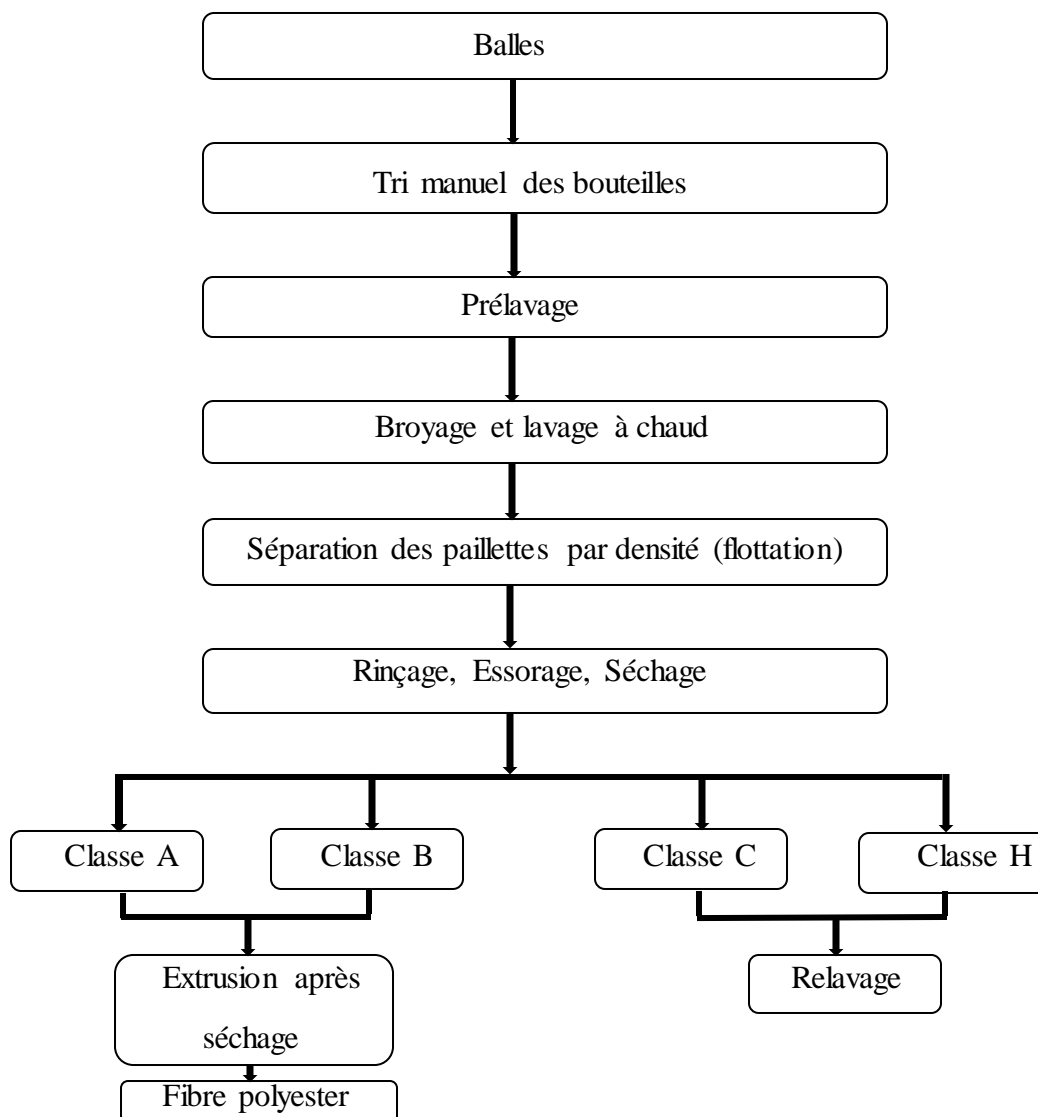 Balles
Tri manuel des bouteilles
Prélavage
Broyage et lavage à chaud
Séparation des paillettes par densité (flottation)
Rinçage, Essorage, Séchage
Classe A
Classe B
Classe C
Classe H
Extrusion après
séchage
Relavage
Fibre polyester